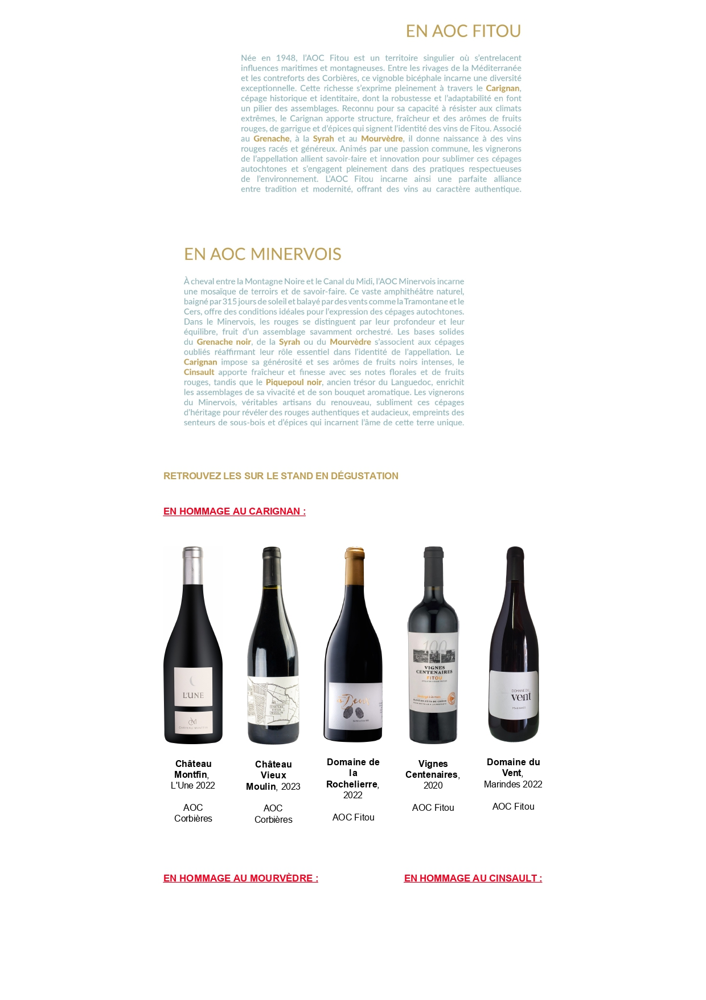 EN AOC FITOU
Née en 1948, l'AOC Fitou est un territoire singulier où s'entrelacent
influences maritimes et montagneuses. Entre les rivages de la Méditerranée
et les contreforts des Corbières, ce vignoble bicéphale incarne une diversité
exceptionnelle. Cette richesse s'exprime pleinement à travers le Carignan,
cépage historique et identitaire, dont la robustesse et l'adaptabilité en font
un pilier des assemblages. Reconnu pour sa capacité à résister aux climats
extrêmes, le Carignan apporte structure, fraîcheur et des arômes de fruits
rouges, de garrigue et d'épices qui signent l'identité des vins de Fitou. Associé
au Grenache, à la Syrah et au Mourvèdre, il donne naissance à des vins
rouges racés et généreux. Animés par une passion commune, les vignerons
de l'appellation allient savoir-faire et innovation pour sublimer ces cépages
autochtones et s'engagent pleinement dans des pratiques respectueuses
de l'environnement. L'AOC Fitou incarne ainsi une parfaite alliance
entre tradition et modernité, offrant des vins au caractère authentique.
EN AOC MINERVOIS
À cheval entre la Montagne Noire et le Canal du Midi, l'AOC Minervois incarne
une mosaïque de terroirs et de savoir-faire. Ce vaste amphithéâtre naturel,
baigné par 315 jours de soleil et balayé par des vents comme la Tramontane et le
Cers, offre des conditions idéales pour l'expression des cépages autochtones.
Dans le Minervois, les rouges se distinguent par leur profondeur et leur
équilibre, fruit d'un assemblage savamment orchestré. Les bases solides
du Grenache noir, de la Syrah ou du Mourvèdre s'associent aux cépages
oubliés réaffirmant leur rôle essentiel dans l'identité de l'appellation. Le
Carignan impose sa générosité et ses arômes de fruits noirs intenses, le
Cinsault apporte fraîcheur et finesse avec ses notes florales et de fruits
rouges, tandis que le Piquepoul noir, ancien trésor du Languedoc, enrichit
les assemblages de sa vivacité et de son bouquet aromatique. Les vignerons
du Minervois, véritables artisans du renouveau, subliment ces cépages
d'héritage pour révéler des rouges authentiques et audacieux, empreints des
senteurs de sous-bois et d'épices qui incarnent l'âme de cette terre unique.
RETROUVEZ LES SUR LE STAND EN DÉGUSTATION
EN HOMMAGE AU CARIGNAN :
L'UNE
CHÂTEAU MONTFIN
CHÂTEAU
VIEUX
MOULIN
Deux
100
VIGNES
CENTENAIRES
FITOU
DOMAINE DU
vent
MARINDES
Château
Montfin,
L'Une 2022
AOC
Corbières
Château
Vieux
Moulin, 2023
AOC
Corbières
Domaine de
la
Rochelierre,
2022
AOC Fitou
Vignes
Centenaires,
2020
AOC Fitou
Domaine du
Vent,
Marindes 2022
AOC Fitou
EN HOMMAGE AU MOURVÈDRE :
EN HOMMAGE AU CINSAULT :